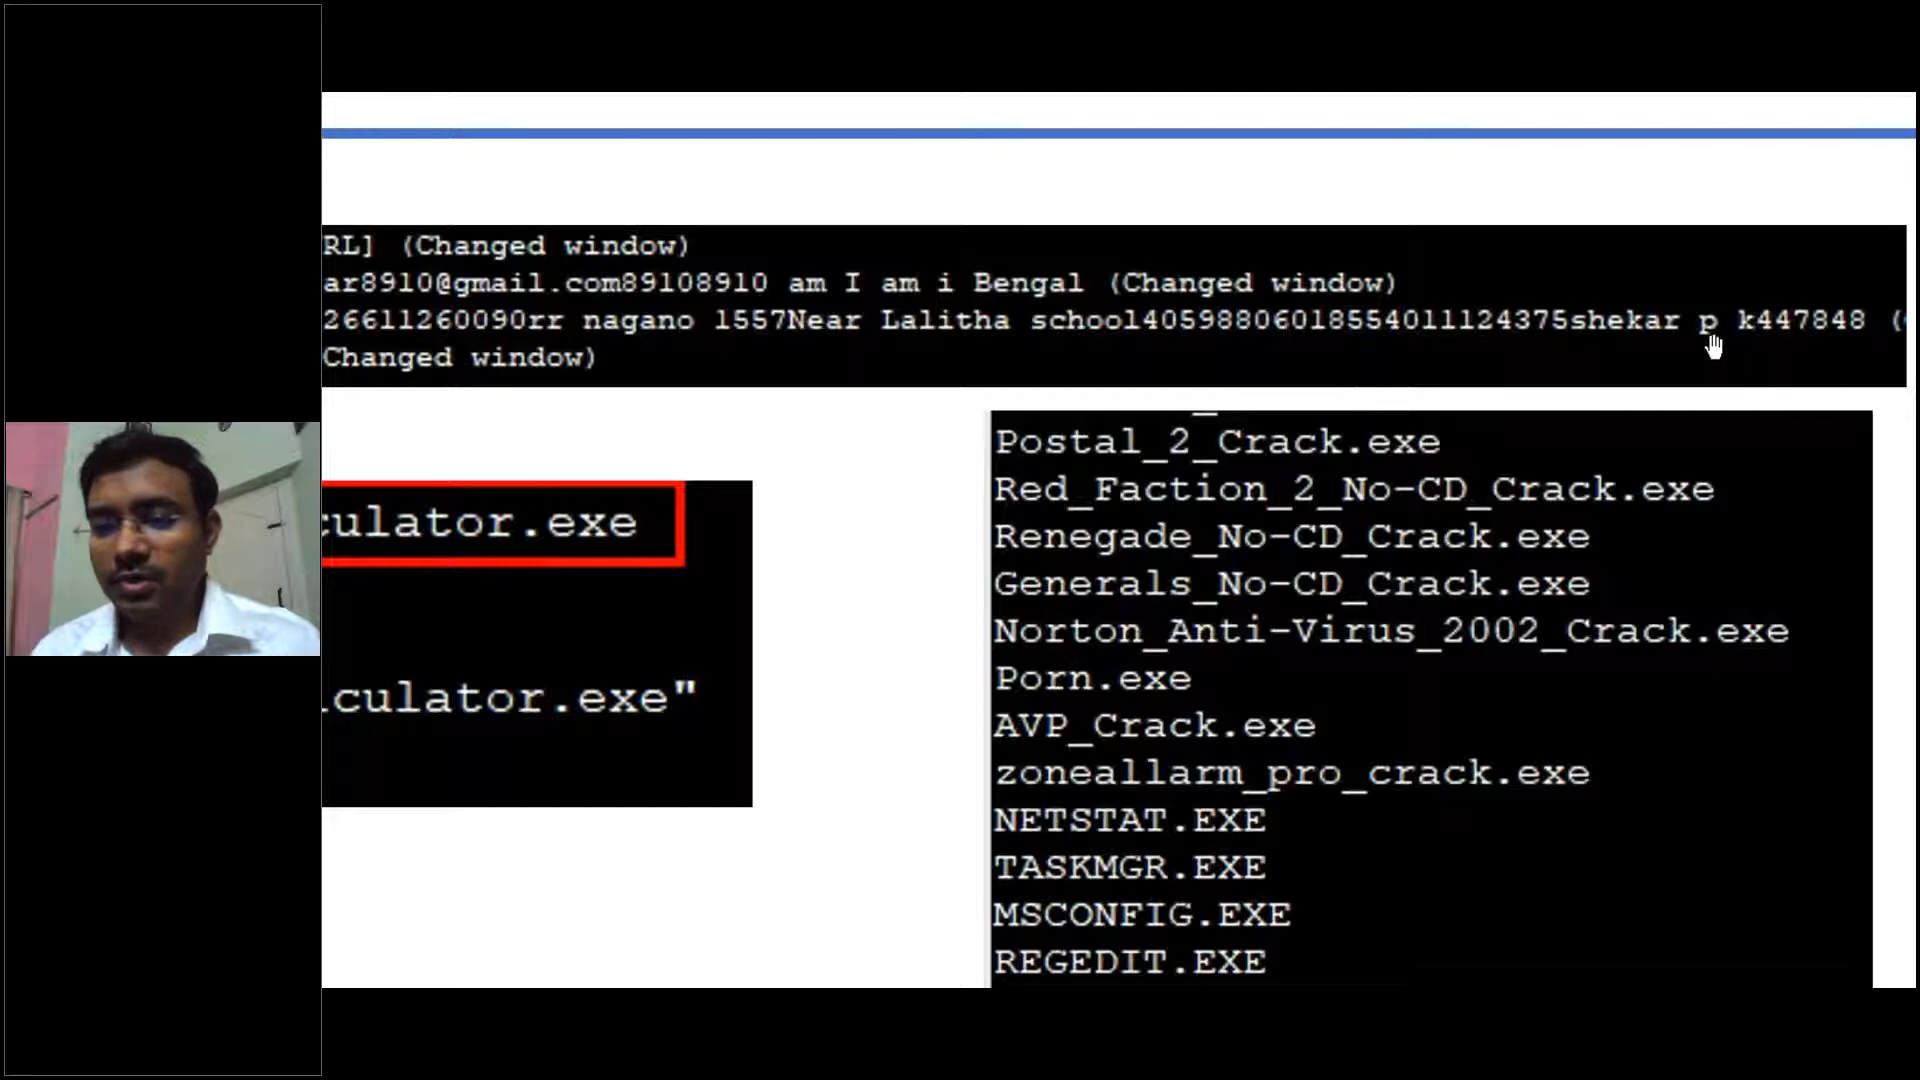 RL] (Changed window)
ar8910@gmail.com89108910 am I am i Bengal (Changed window)
26611260090rr nagano 1557Near Lalitha school4059880601855401112​4375shekar p k447848 (
Changed window)
culator.exe
culator.exe"
Postal_2_Crack.exe
Red_Faction_2_No-CD_Crack.exe
Renegade_No-CD_Crack.exe
Generals_No-CD_Crack.exe
Norton_Anti-Virus_2002_Crack.exe
Porn.exe
AVP_Crack.exe
zoneallarm_pro_crack.exe
NETSTAT.EXE
TASKMGR.EXE
MSCONFIG.EXE
REGEDIT.EXE